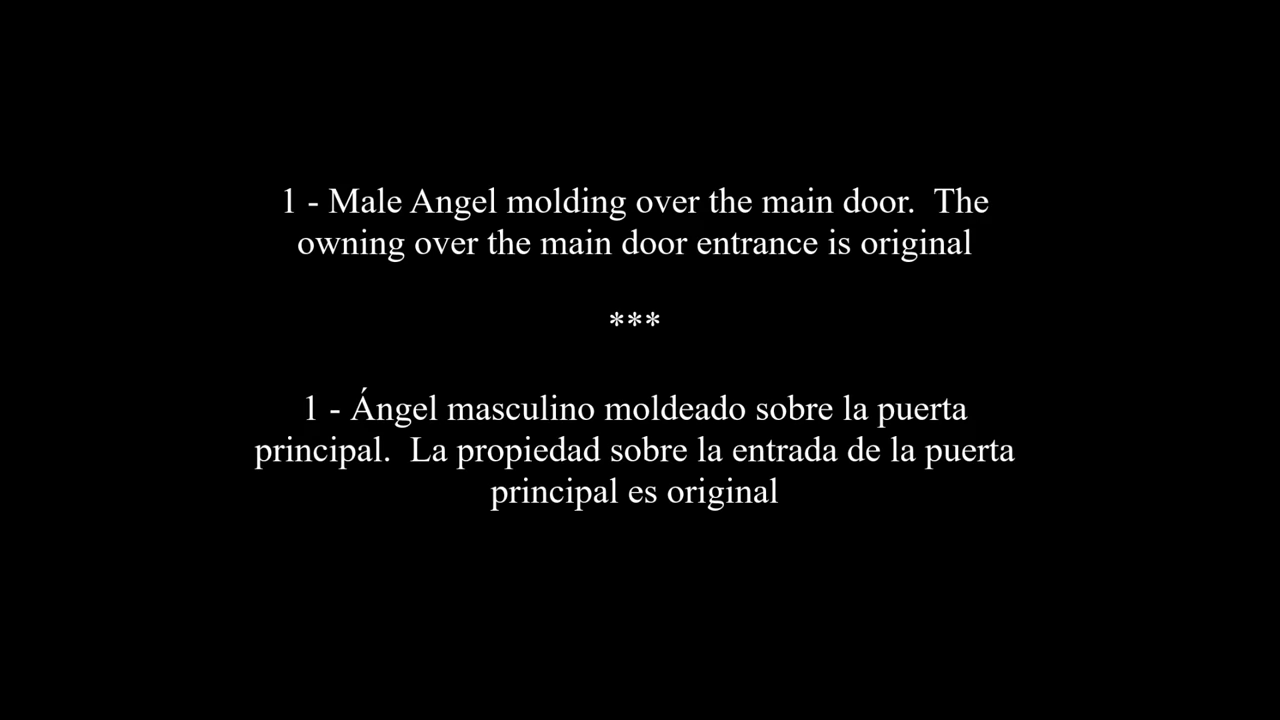 1 - Male Angel molding over the main door.  The
owning over the main door entrance is original
***
1 - Ángel masculino moldeado sobre la puerta
principal.  La propiedad sobre la entrada de la puerta
principal es original